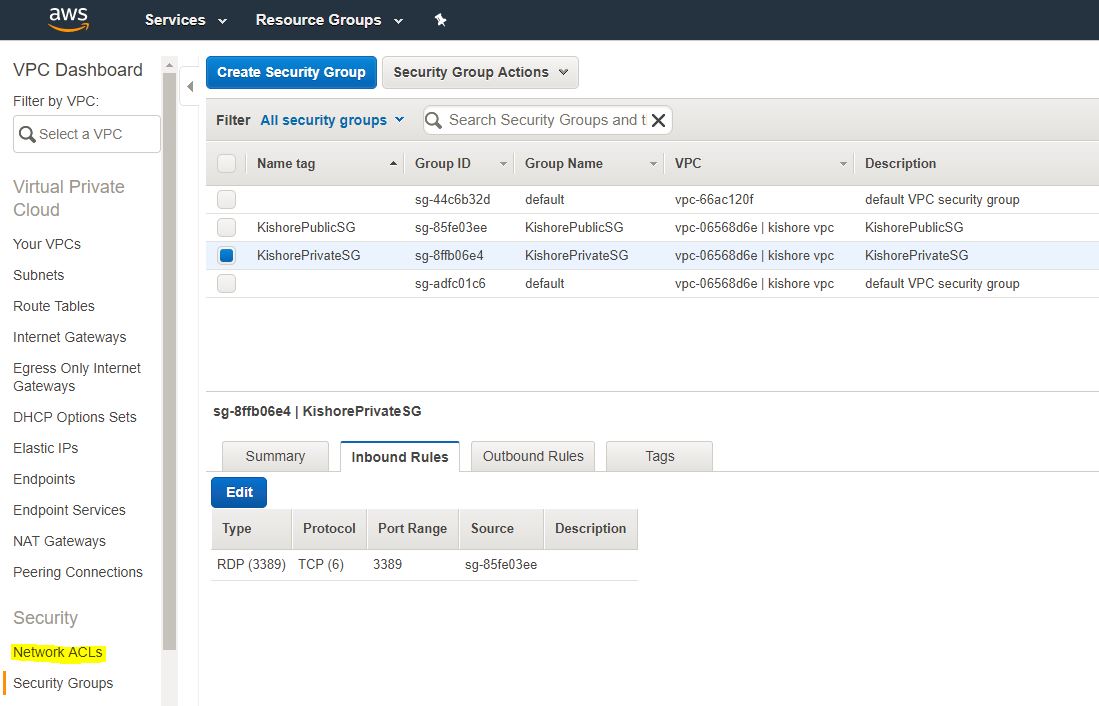 aws Services Resource Groups
VPC Dashboard
Filter by VPC:
Select a VPC
Virtual Private
Cloud
Your VPCs
Subnets
Route Tables
Internet Gateways
Egress Only Internet
Gateways
DHCP Options Sets
Elastic IPs
Endpoints
Endpoint Services
NAT Gateways
Peering Connections
Security
Network ACLs
Security Groups
Create Security Group Security Group Actions
Filter All security groups Search Security Groups and t
Name tag Group ID Group Name VPC Description
sg-44c6b32d default vpc-66ac120f default VPC security group
KishorePublicSG sg-85fe03ee KishorePublicSG vpc-06568d6e | kishore vpc KishorePublicSG
KishorePrivateSG sg-8ffb06e4 KishorePrivateSG vpc-06568d6e | kishore vpc KishorePrivateSG
sg-adfc01c6 default vpc-06568d6e | kishore vpc default VPC security group
sg-8ffb06e4 | KishorePrivateSG
Summary Inbound Rules Outbound Rules Tags
Edit
Type Protocol Port Range Source Description
RDP (3389) TCP (6) 3389 sg-85fe03ee